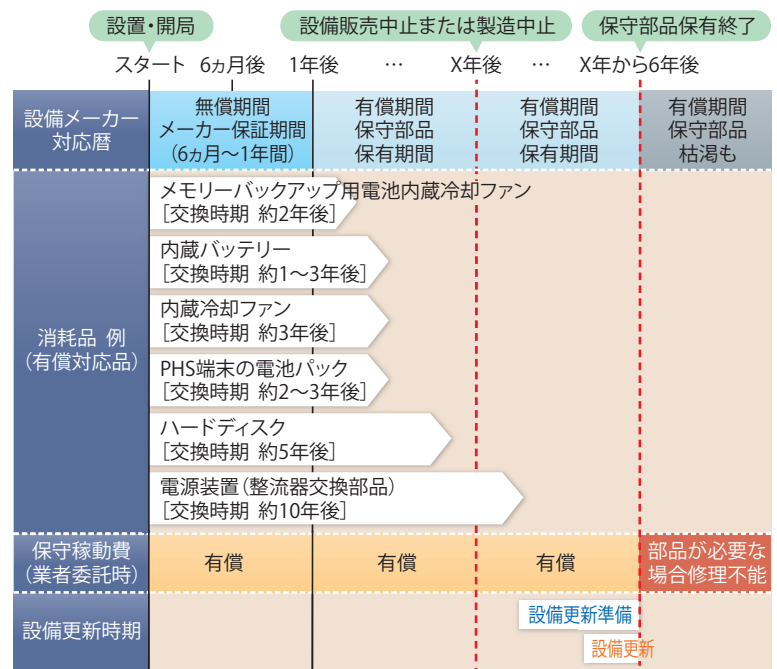 設置・開局
設備販売中止または製造中止
保守部品保有終了
スタート
6ヵ月後
1年後
…
X年後
…
X年から6年後
設備メーカー
対応暦
無償期間
メーカー保証期間
(6ヵ月～1年間)
有償期間
保守部品
保有期間
有償期間
保守部品
保有期間
有償期間
保守部品
枯渇も
消耗品 例
(有償対応品)
メモリーバックアップ用電池内蔵冷却ファン
[交換時期 約2年後]
内蔵バッテリー
[交換時期 約1～3年後]
内蔵冷却ファン
[交換時期 約3年後]
PHS端末の電池パック
[交換時期 約2～3年後]
ハードディスク
[交換時期 約5年後]
電源装置(整流器交換部品)
[交換時期 約10年後]
保守稼動費
(業者委託時)
有償
有償
有償
部品が必要な
場合修理不能
設備更新時期
設備更新準備
設備更新